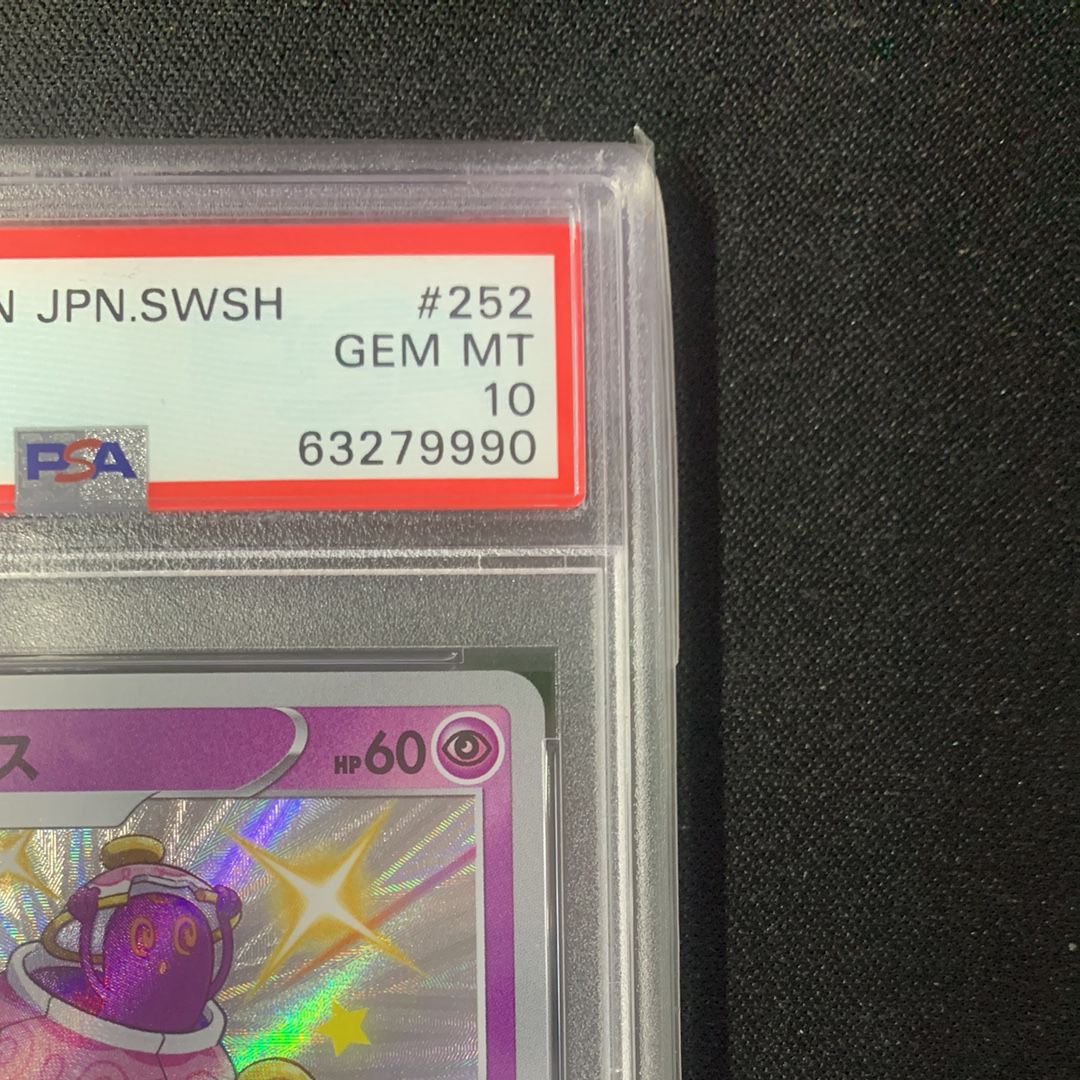 N JPN.SWSH #252
GEM MT
10
PSA
63279990
ス HP60